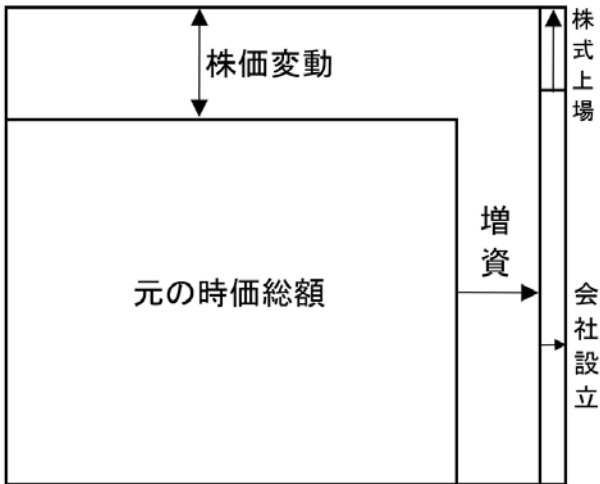 株式上場
株価変動
増資
元の時価総額
会社設立